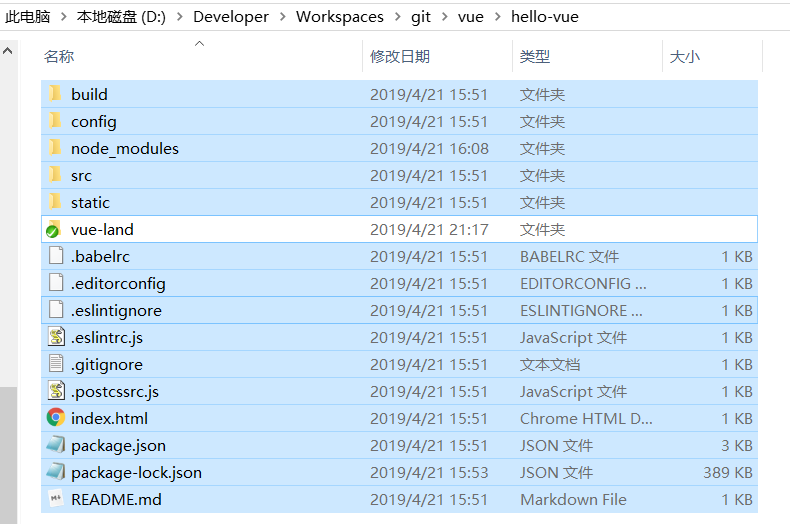 此电脑 > 本地磁盘 (D:) > Developer > Workspaces > git > vue > hello-vue
名称 修改日期 类型 大小
build 2019/4/21 15:51 文件夹
config 2019/4/21 15:51 文件夹
node_modules 2019/4/21 16:08 文件夹
src 2019/4/21 15:51 文件夹
static 2019/4/21 15:51 文件夹
vue-land 2019/4/21 21:17 文件夹
.babelrc 2019/4/21 15:51 BABELRC 文件 1 KB
.editorconfig 2019/4/21 15:51 EDITORCONFIG ... 1 KB
.eslintignore 2019/4/21 15:51 ESLINTIGNORE ... 1 KB
.eslintrc.js 2019/4/21 15:51 JavaScript 文件 1 KB
.gitignore 2019/4/21 15:51 文本文档 1 KB
.postcssrc.js 2019/4/21 15:51 JavaScript 文件 1 KB
index.html 2019/4/21 15:51 Chrome HTML D... 1 KB
package.json 2019/4/21 15:51 JSON 文件 3 KB
package-lock.json 2019/4/21 15:53 JSON 文件 389 KB
README.md 2019/4/21 15:51 Markdown File 1 KB